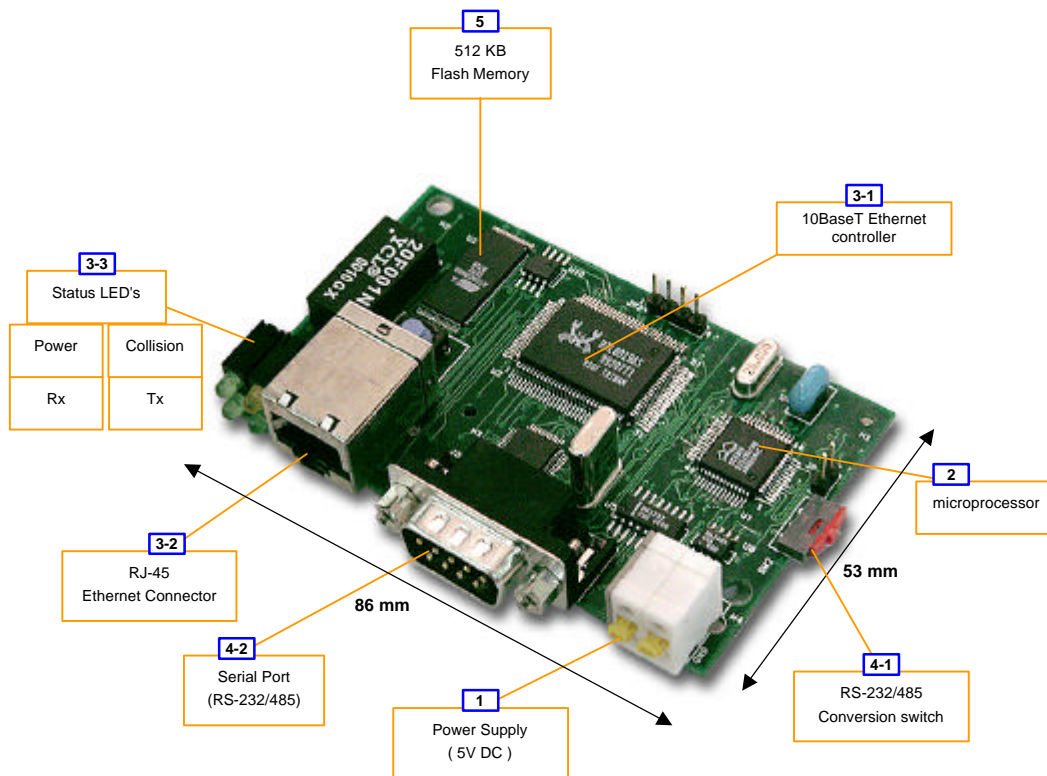 5
512 KB
Flash Memory
3-1
10BaseT Ethernet
controller
3-3
Status LED's
Power
Collision
Rx
Tx
20F001N
YCL
2
microprocessor
3-2
RJ-45
Ethernet Connector
86 mm
53 mm
4-2
Serial Port
(RS-232/485)
4-1
RS-232/485
Conversion switch
1
Power Supply
( 5V DC )